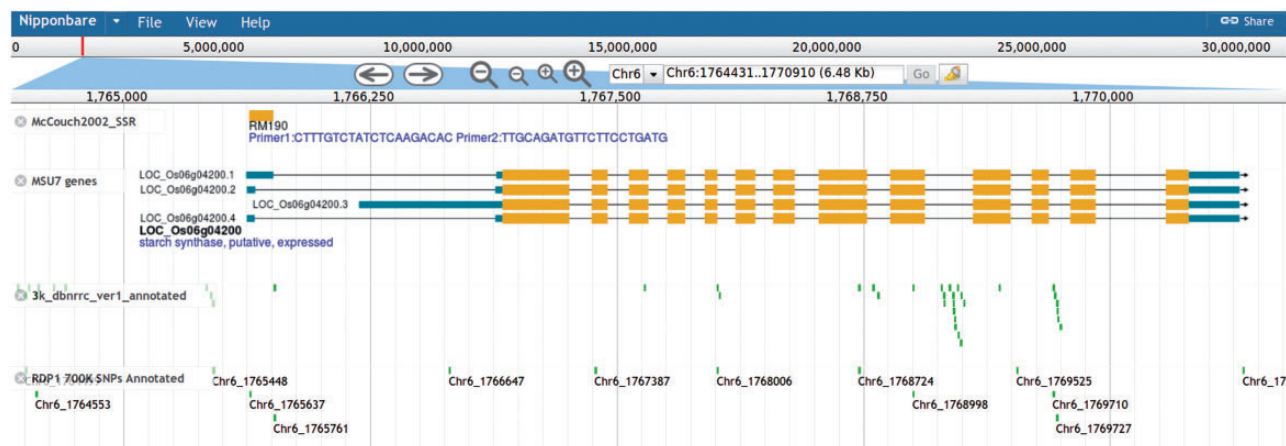 Nipponbare File View Help Share
0 5,000,000 10,000,000 15,000,000 20,000,000 25,000,000 30,000,000
Chr6 Chr6:1764431..1770910 (6.48 Kb) Go
1,765,000 1,766,250 1,767,500 1,768,750 1,770,000
McCouch2002_SSR
RM190
Primer1:CTTTGTCTATCTCAAGACAC Primer2:TTGCAGATGTTCTTCCTGATG
MSU7 genes
LOC_Os06g04200.1
LOC_Os06g04200.2
LOC_Os06g04200.3
LOC_Os06g04200.4
LOC_Os06g04200
starch synthase, putative, expressed
3k_dbnrrc_ver1_annotated
RDP1 700K SNPs Annotated
Chr6_1765448 Chr6_1766647 Chr6_1767387 Chr6_1768006 Chr6_1768724 Chr6_1769525 Chr6_17
Chr6_1764553 Chr6_1765637 Chr6_1768998 Chr6_1769710
Chr6_1765761 Chr6_1769727